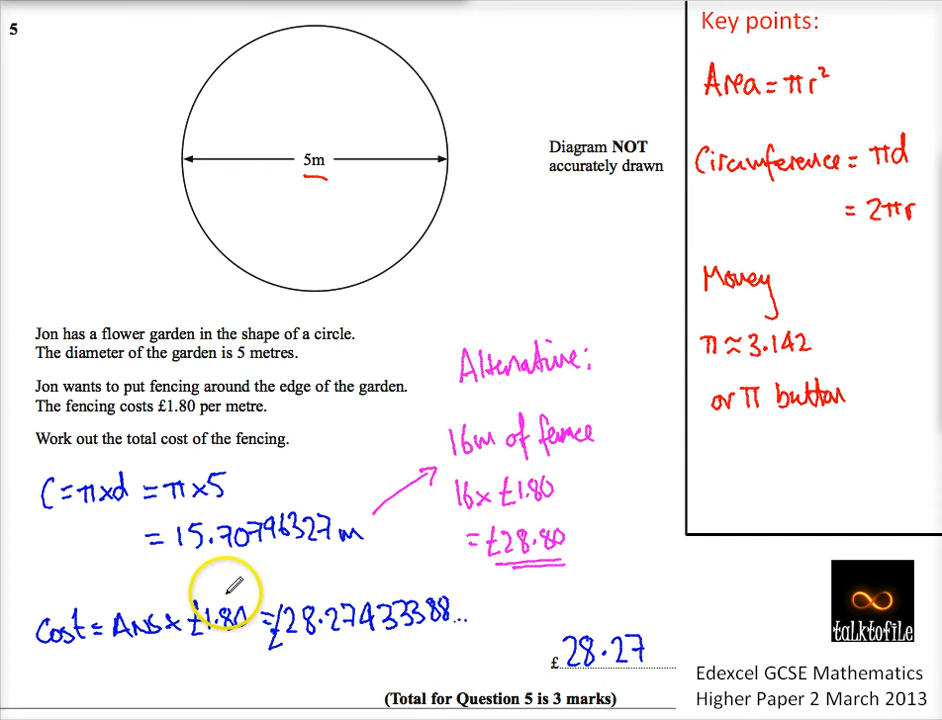 5
5m
Diagram NOT
accurately drawn
Jon has a flower garden in the shape of a circle.
The diameter of the garden is 5 metres.
Jon wants to put fencing around the edge of the garden.
The fencing costs £1.80 per metre.
Work out the total cost of the fencing.
C = π×d = π×5
= 15.70796327m
Cost = Ans × £1.80 = £28.27433388...
£ 28.27
(Total for Question 5 is 3 marks)
Alternative:
16m of fence
16× £1.80
= £28.80
Key points:
Area = πr²
Circumference = πd
= 2πr
Money
π ≈ 3.142
or π button
talktofile
Edexcel GCSE Mathematics
Higher Paper 2 March 2013